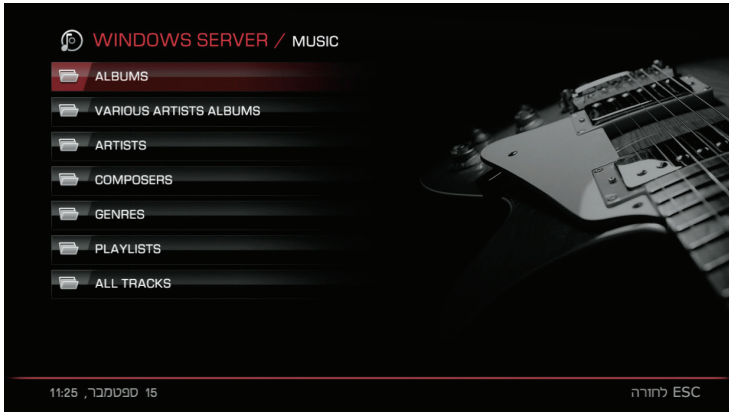 WINDOWS SERVER / MUSIC
ALBUMS
VARIOUS ARTISTS ALBUMS
ARTISTS
COMPOSERS
GENRES
PLAYLISTS
ALL TRACKS
15 ספטמבר, 11:25
ESC לחזרה